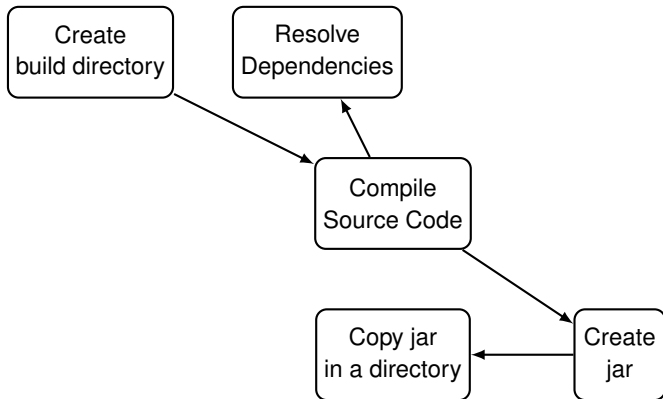 Create
build directory
Resolve
Dependencies
Compile
Source Code
Copy jar
in a directory
Create
jar